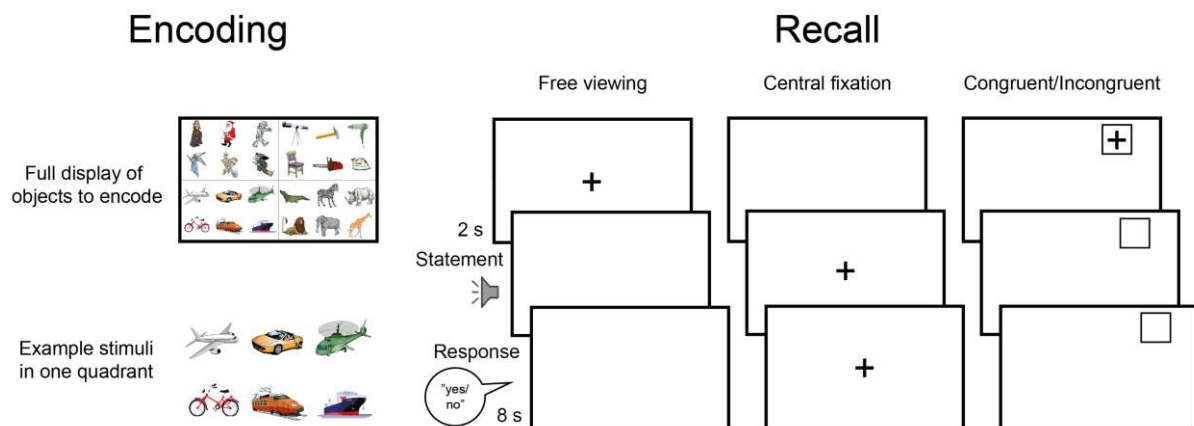 Encoding
Recall
Free viewing
Central fixation
Congruent/Incongruent
Full display of
objects to encode
2 s
Statement
Example stimuli
in one quadrant
Response
"yes/
no"
8 s